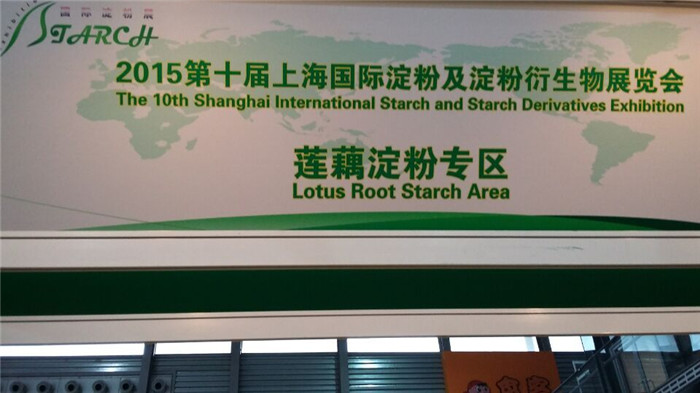 国际淀粉展
STARCH
2015第十届上海国际淀粉及淀粉衍生物展览会
The 10th Shanghai International Starch and Starch Derivatives Exhibition
莲藕淀粉专区
Lotus Root Starch Area